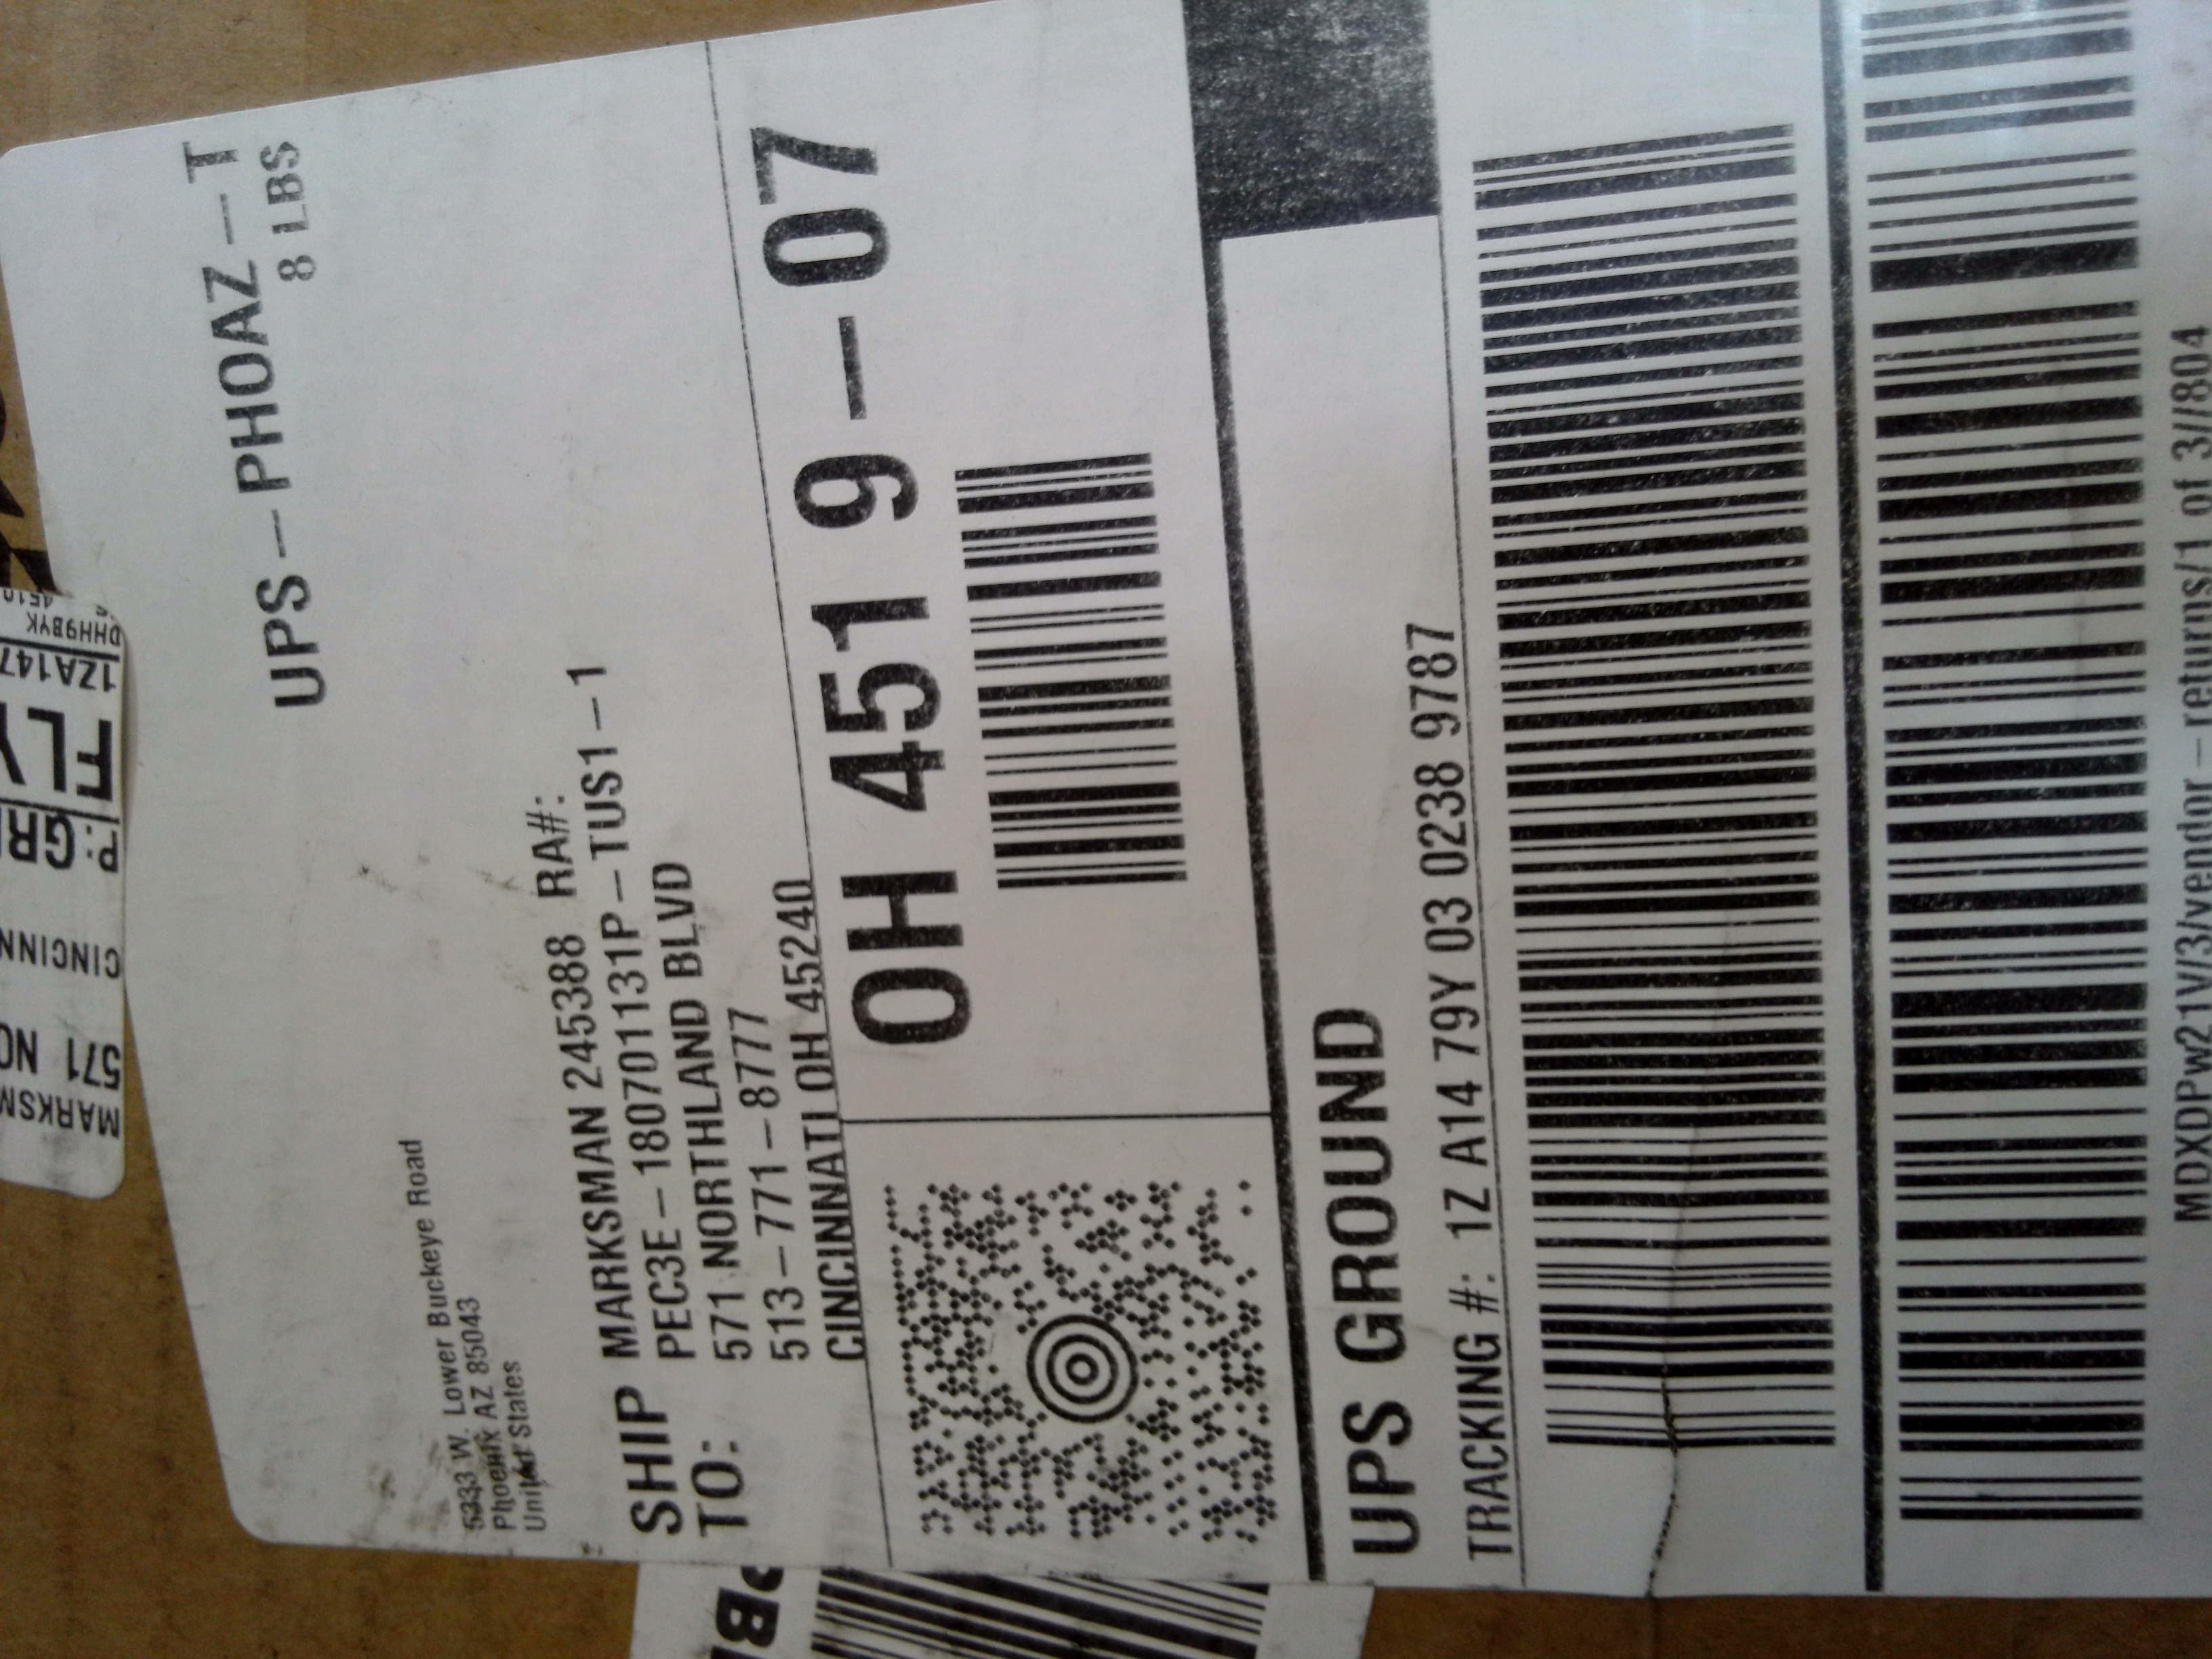 UPS-PHOAZ-T
8 LBS
5333 W. Lower Buckeye Road
Phoenix AZ 85043
United States
SHIP TO:
MARKSMAN 245388 RA#:
PEC3E-180701131P-TUS1-1
571 NORTHLAND BLVD
513-771-8777
CINCINNATI OH 45240
OH 451 9-07
UPS GROUND
TRACKING #: 1Z A14 79Y 03 0238 9787
MDXDPw21V/3/vendor-returns/1 of 3//804
MARKSM
571 NO
CINCINN
P: GR
FLY
1ZA147
DHH9BYK